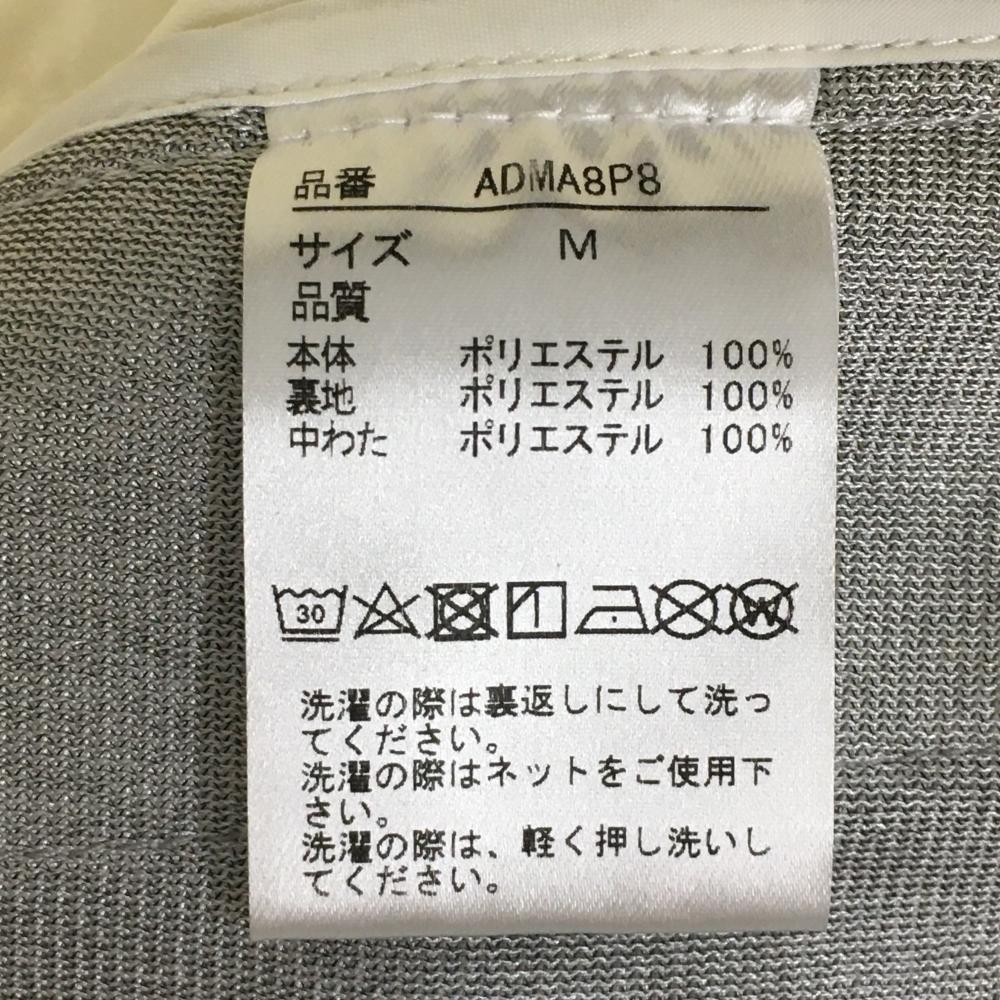 品番 ADMA8P8
サイズ M
品質
本体 ポリエステル 100%
裏地 ポリエステル 100%
中わた ポリエステル 100%
30 W
洗濯の際は裏返しにして洗っ
てください。
洗濯の際はネットをご使用下
さい。
洗濯の際は、軽く押し洗いし
てください。